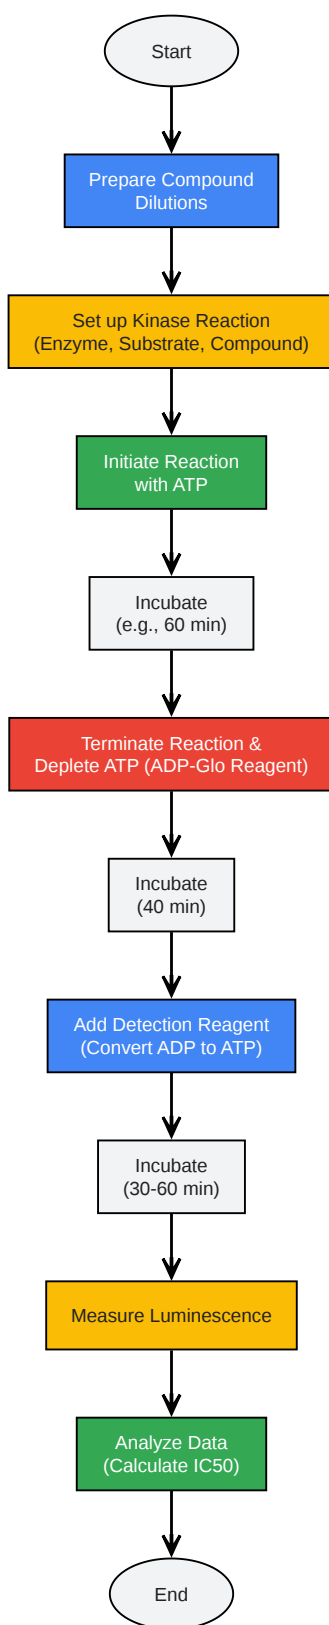 Start
Prepare Compound
Dilutions
Set up Kinase Reaction
(Enzyme, Substrate, Compound)
Initiate Reaction
with ATP
Incubate
(e.g., 60 min)
Terminate Reaction &
Deplete ATP (ADP-Glo Reagent)
Incubate
(40 min)
Add Detection Reagent
(Convert ADP to ATP)
Incubate
(30-60 min)
Measure Luminescence
Analyze Data
(Calculate IC50)
End